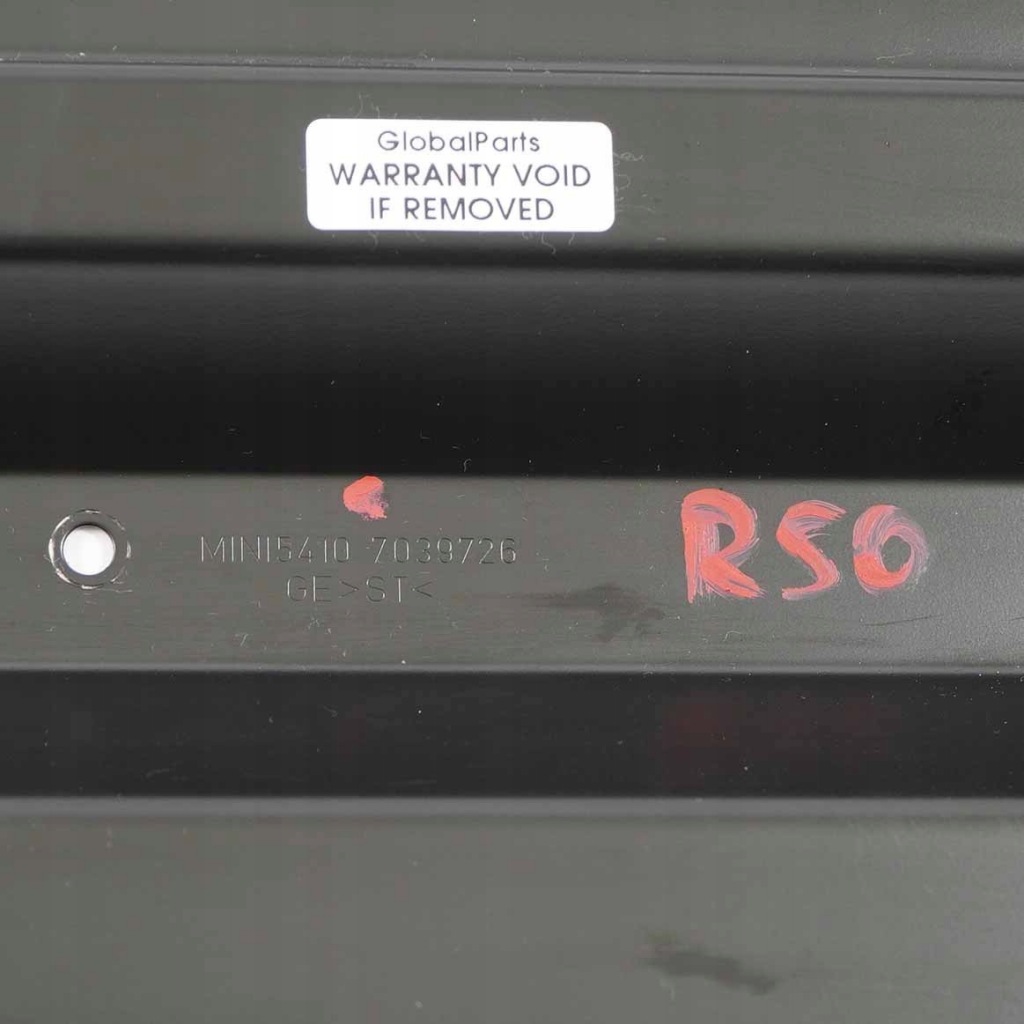 GlobalParts
WARRANTY VOID
IF REMOVED
MINI5410 7039726
GE>ST<
R50